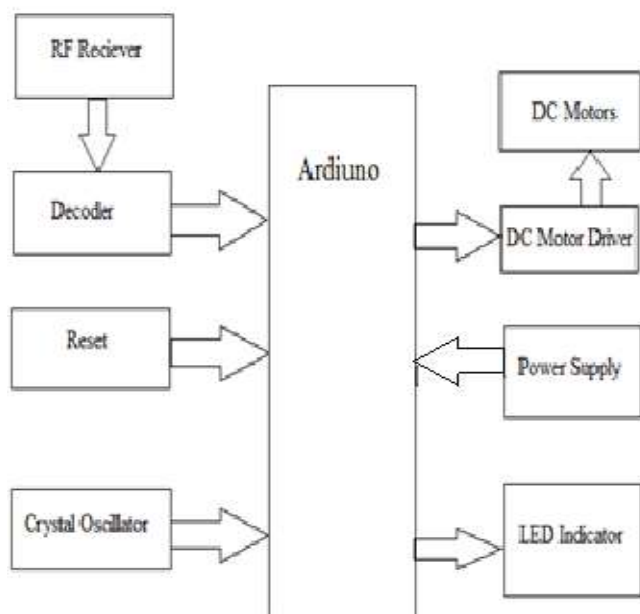 RF Reciever
DC Motors
Ardiuno
Decoder
DC Motor Driver
Reset
Power Supply
Crystal Oscillator
LED Indicator